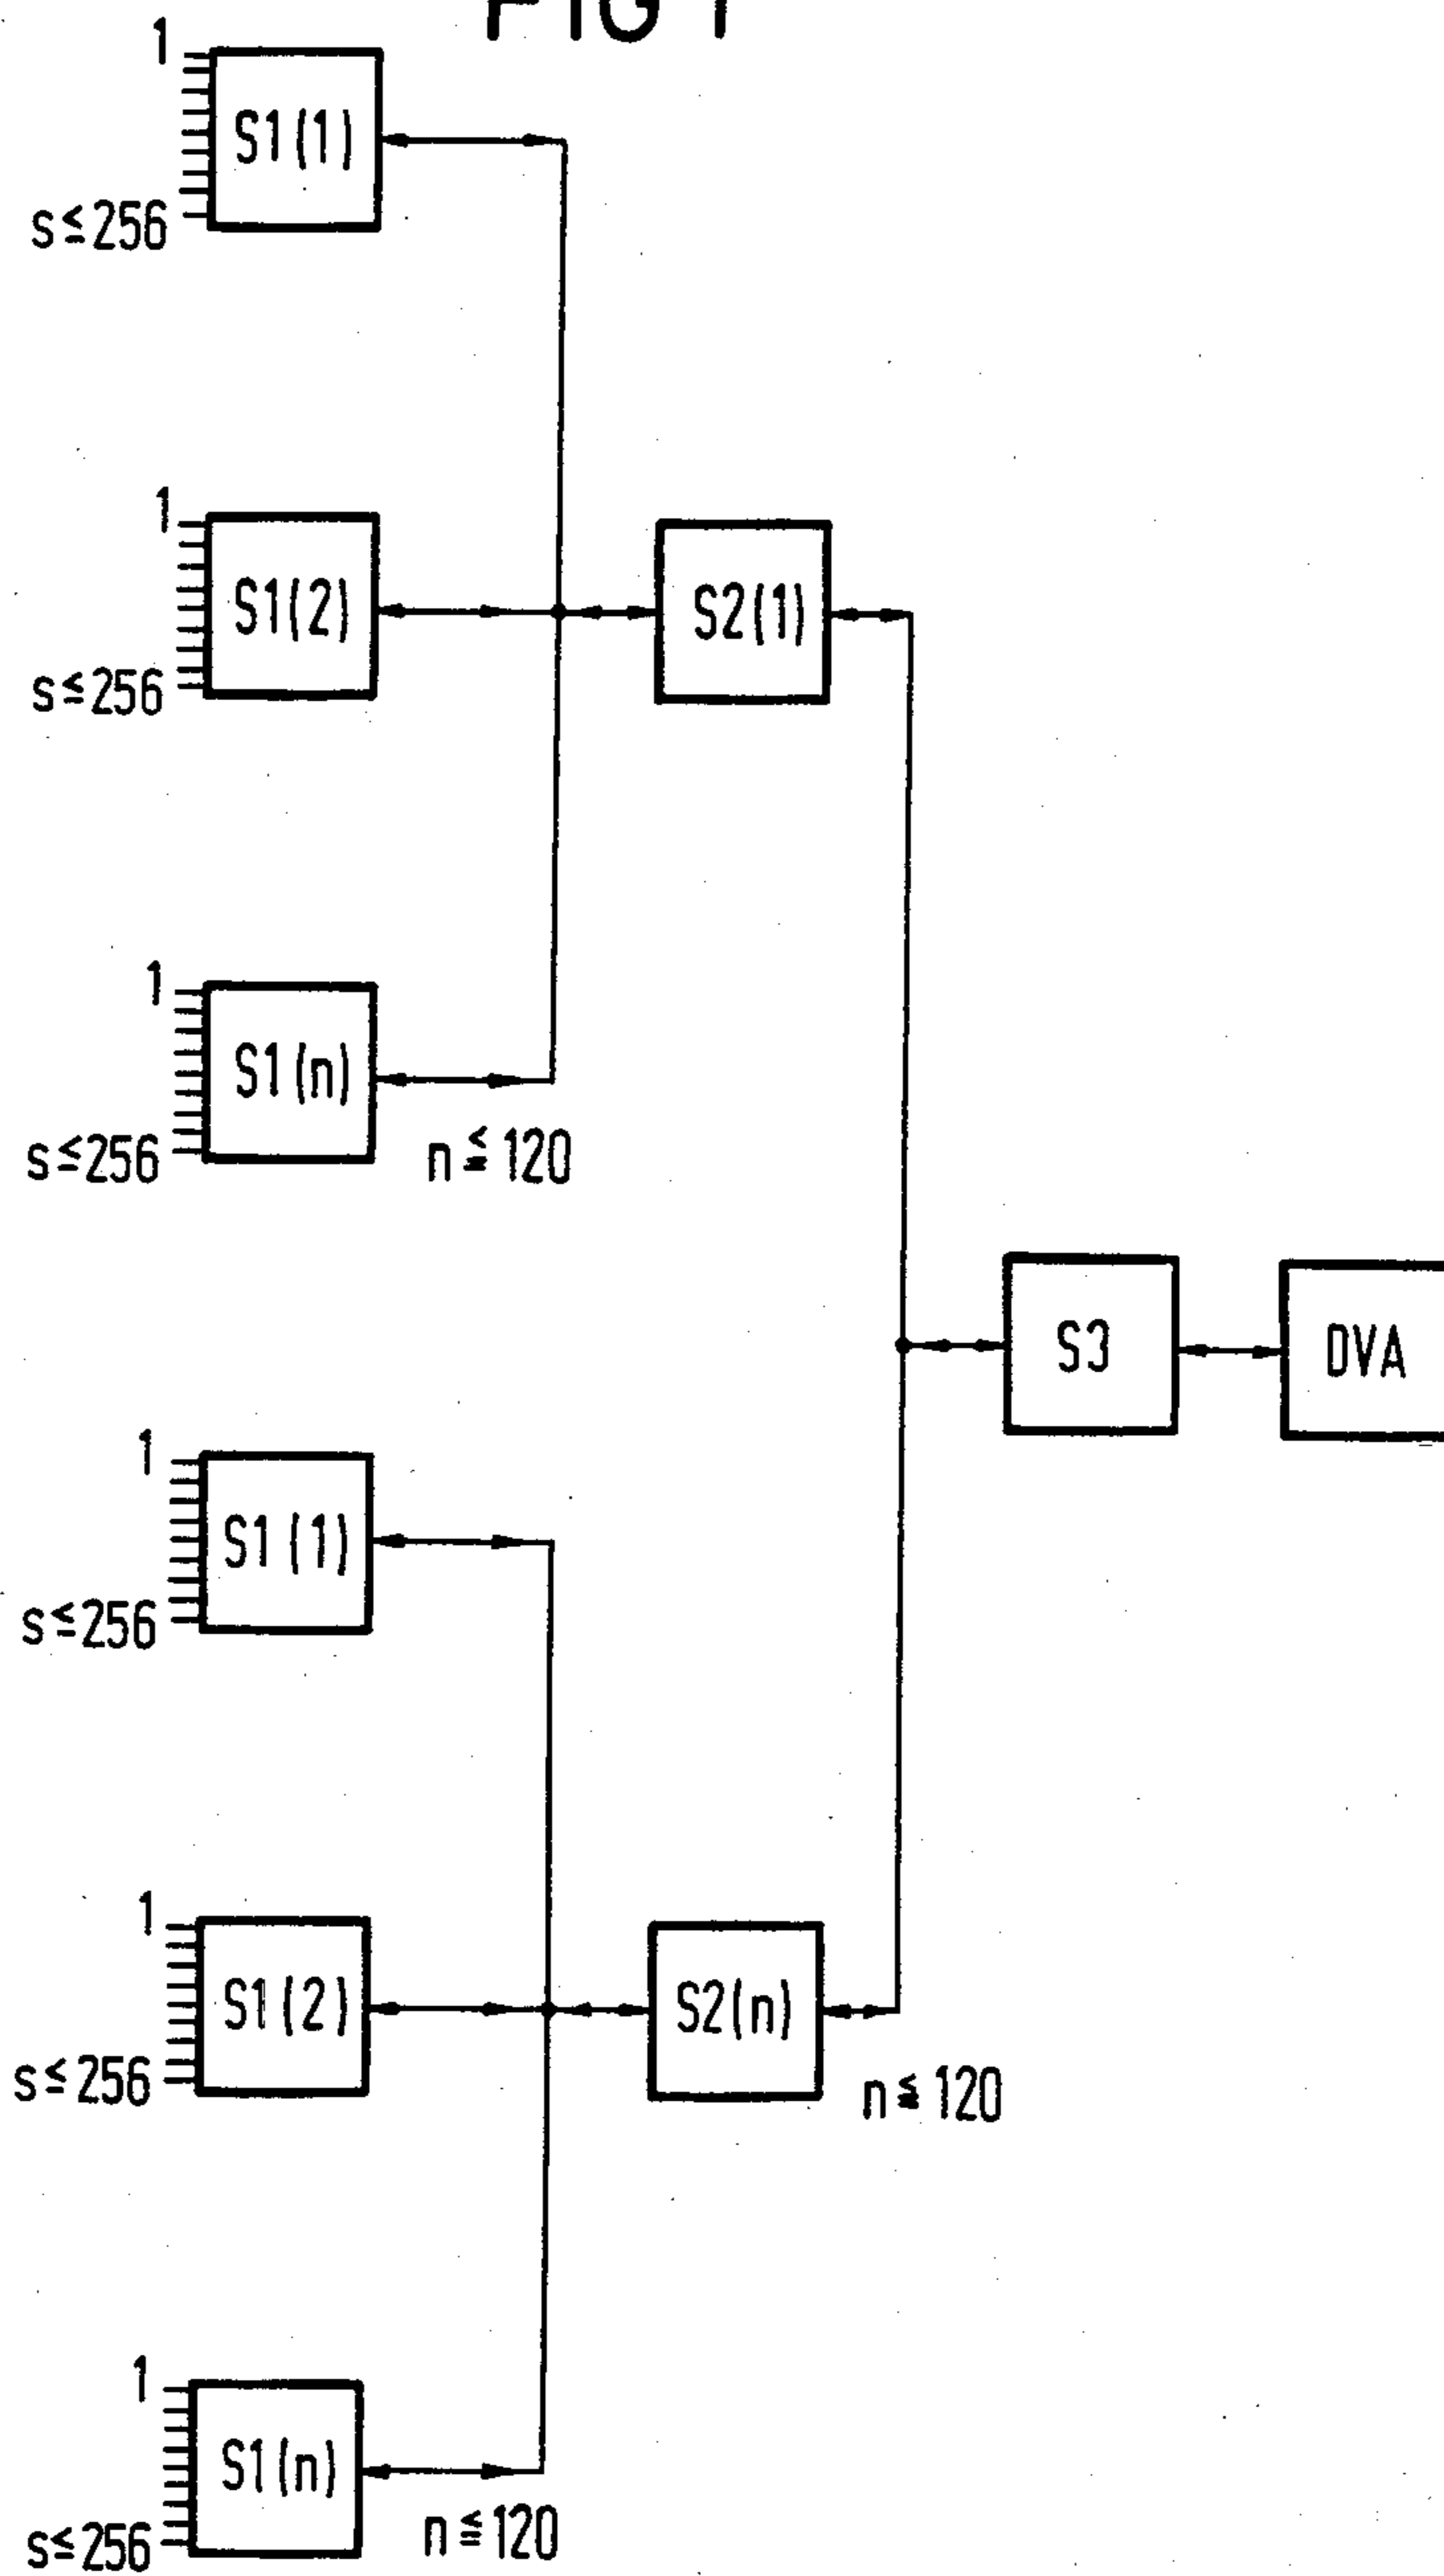 FIG 1
1
S1(1)
s≦256
1
S1(2)
s≦256
S2(1)
1
S1(n)
s≦256
n≦120
S3
DVA
1
S1(1)
s≦256
1
S1(2)
s≦256
S2(n)
n≦120
1
S1(n)
s≦256
n≦120